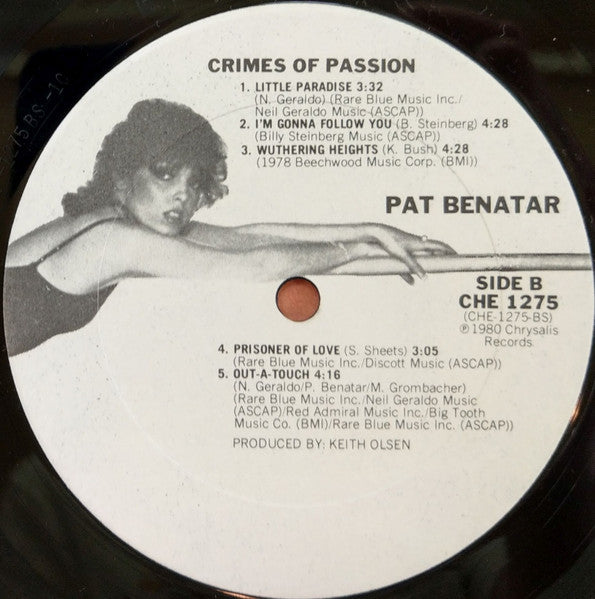 CRIMES OF PASSION
1. LITTLE PARADISE 3:32
(N. Geraldo) (Rare Blue Music Inc./
Neil Geraldo Music (ASCAP))
2. I'M GONNA FOLLOW YOU (B. Steinberg) 4:28
(Billy Steinberg Music (ASCAP))
3. WUTHERING HEIGHTS (K. Bush) 4:28
(1978 Beechwood Music Corp. (BMI))
PAT BENATAR
SIDE B
CHE 1275
(CHE-1275-BS)
℗ 1980 Chrysalis
Records
4. PRISONER OF LOVE (S. Sheets) 3:05
(Rare Blue Music Inc./Discott Music (ASCAP))
5. OUT-A-TOUCH 4:16
(N. Geraldo/P. Benatar/M. Grombacher)
(Rare Blue Music Inc./Neil Geraldo Music
(ASCAP)/Red Admiral Music Inc./Big Tooth
Music Co. (BMI)/Rare Blue Music Inc. (ASCAP))
PRODUCED BY: KEITH OLSEN